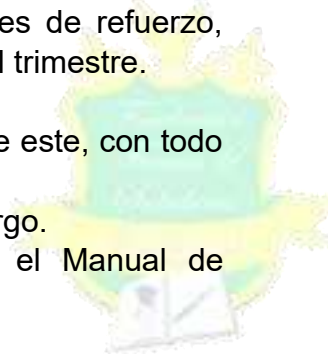 es de refuerzo,
l trimestre.
e este, con todo
rgo.
el Manual de